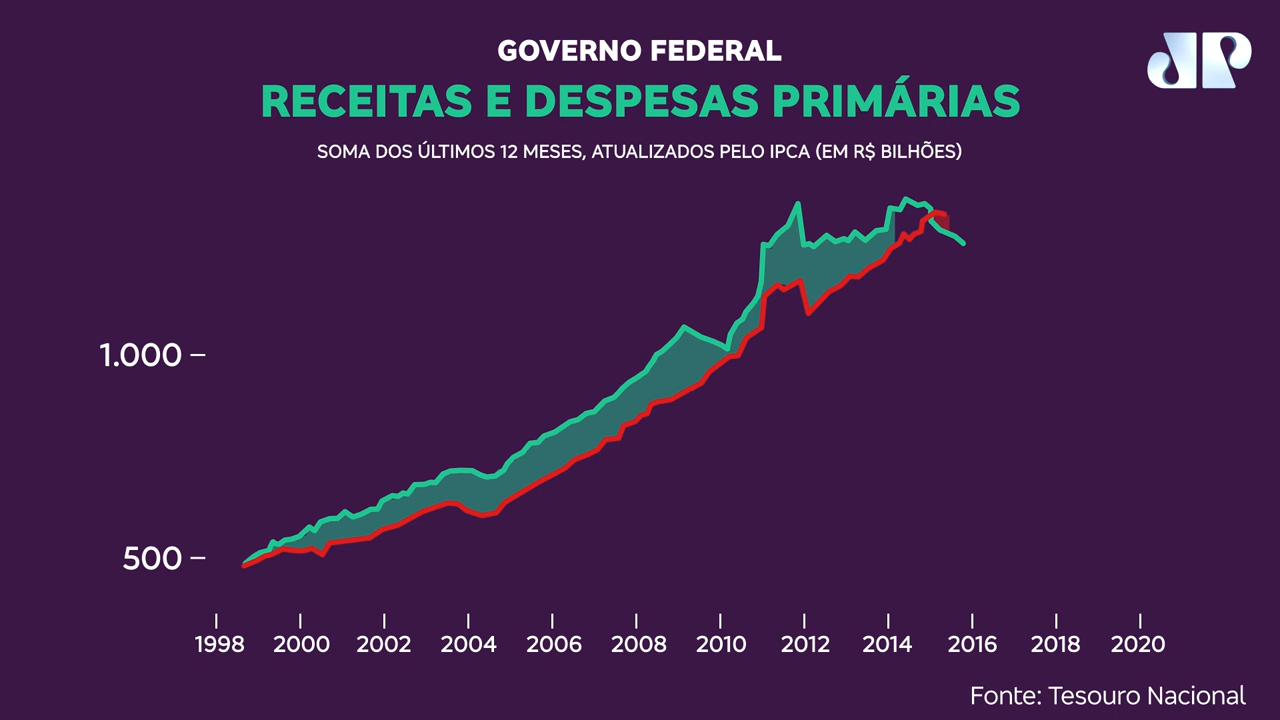 GOVERNO FEDERAL
JP
RECEITAS E DESPESAS PRIMÁRIAS
SOMA DOS ÚLTIMOS 12 MESES, ATUALIZADOS PELO IPCA (EM R$ BILHÕES)
1.000
500
1998 2000 2002 2004 2006 2008 2010 2012 2014 2016 2018 2020
Fonte: Tesouro Nacional